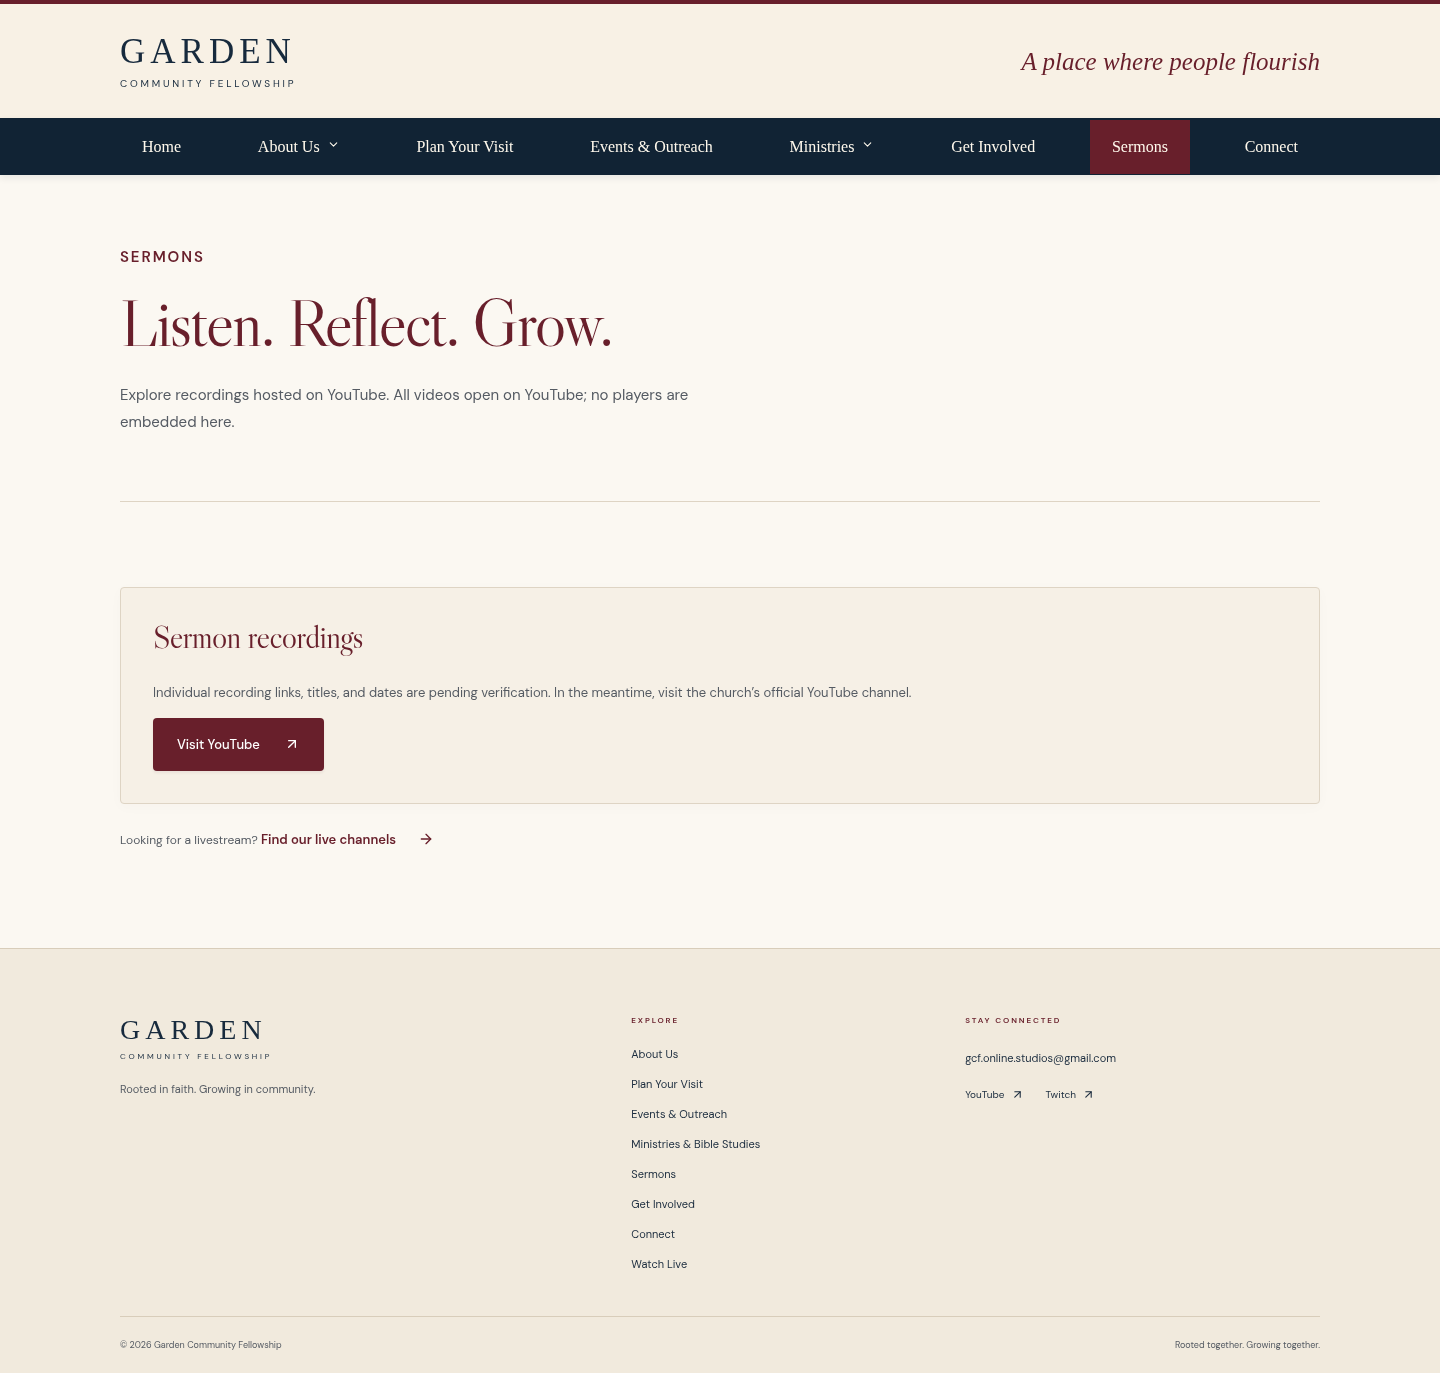 GARDEN
COMMUNITY FELLOWSHIP
A place where people flourish
Home
About Us
Plan Your Visit
Events & Outreach
Ministries
Get Involved
Sermons
Connect
SERMONS
Listen. Reflect. Grow.
Explore recordings hosted on YouTube. All videos open on YouTube; no players are
embedded here.
Sermon recordings
Individual recording links, titles, and dates are pending verification. In the meantime, visit the church’s official YouTube channel.
Visit YouTube
Looking for a livestream? Find our live channels
GARDEN
COMMUNITY FELLOWSHIP
Rooted in faith. Growing in community.
EXPLORE
About Us
Plan Your Visit
Events & Outreach
Ministries & Bible Studies
Sermons
Get Involved
Connect
Watch Live
STAY CONNECTED
gcf.online.studios@gmail.com
YouTube
Twitch
© 2026 Garden Community Fellowship
Rooted together. Growing together.